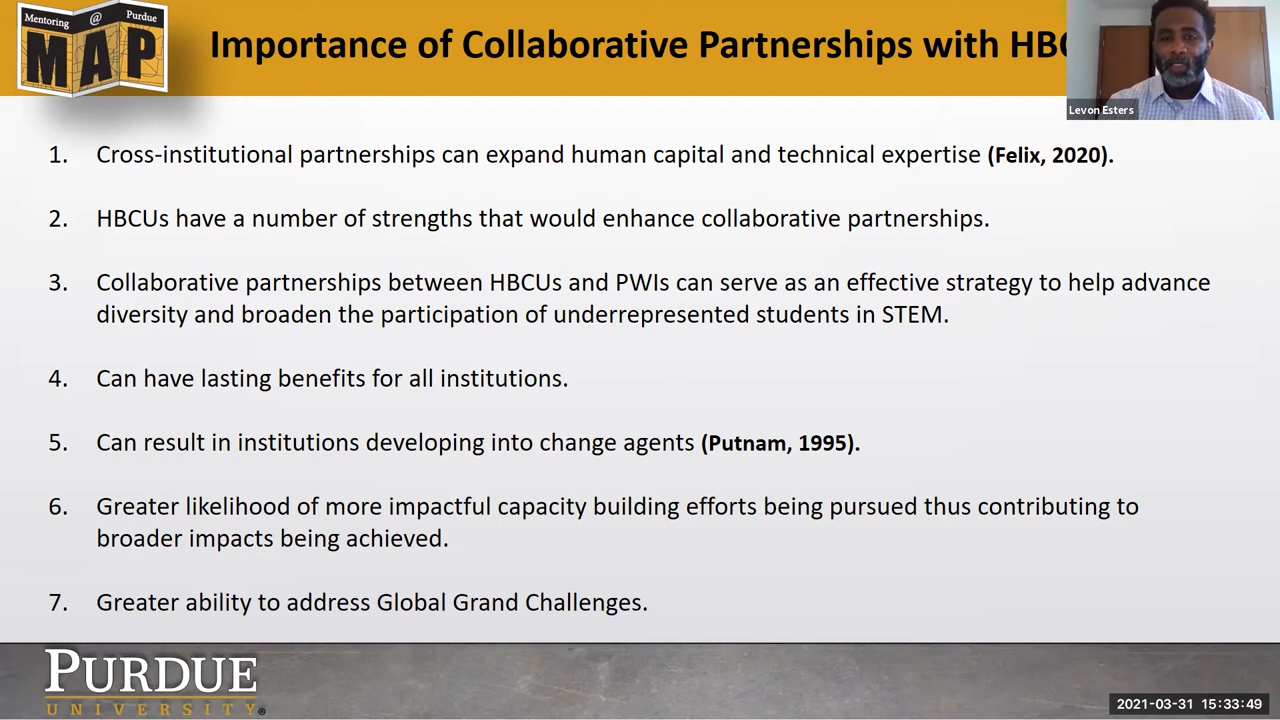 Mentoring @ Purdue
MAP
Importance of Collaborative Partnerships with HBC
Levon Esters
1. Cross-institutional partnerships can expand human capital and technical expertise (Felix, 2020).
2. HBCUs have a number of strengths that would enhance collaborative partnerships.
3. Collaborative partnerships between HBCUs and PWIs can serve as an effective strategy to help advance
diversity and broaden the participation of underrepresented students in STEM.
4. Can have lasting benefits for all institutions.
5. Can result in institutions developing into change agents (Putnam, 1995).
6. Greater likelihood of more impactful capacity building efforts being pursued thus contributing to
broader impacts being achieved.
7. Greater ability to address Global Grand Challenges.
PURDUE
UNIVERSITY®
2021-03-31 15:33:49